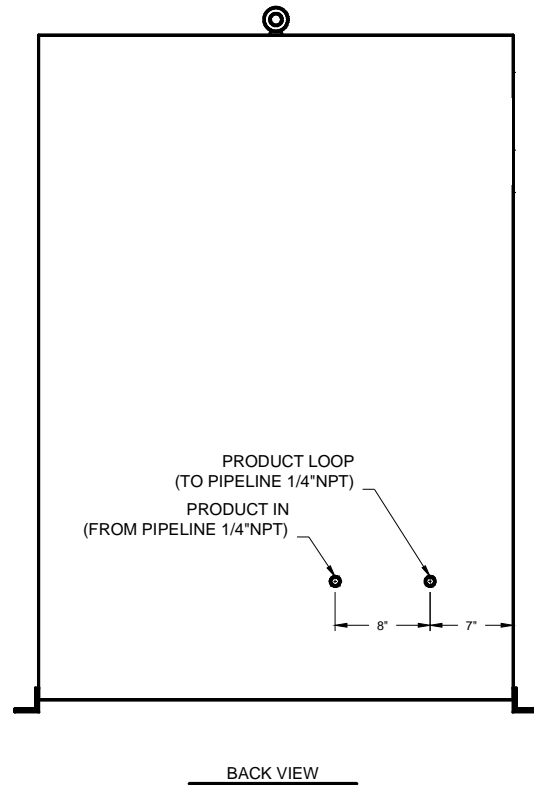 PRODUCT LOOP
(TO PIPELINE 1/4"NPT)
PRODUCT IN
(FROM PIPELINE 1/4"NPT)
8"
7"
BACK VIEW